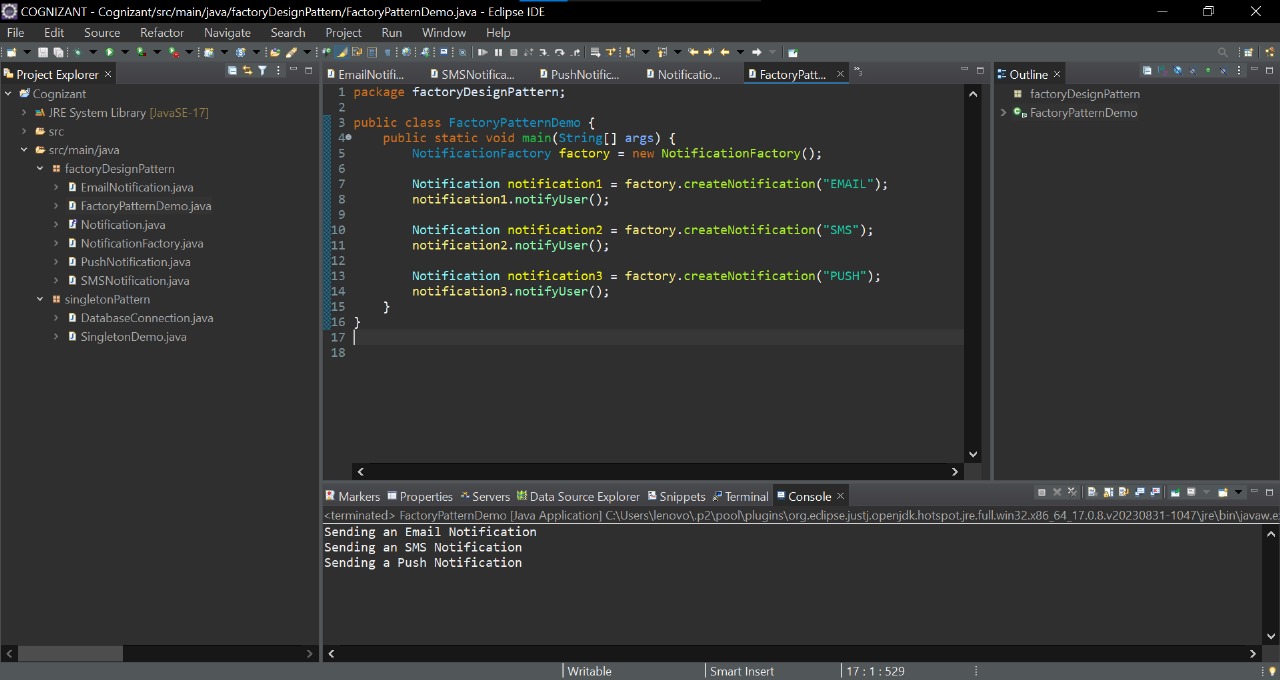 COGNIZANT - Cognizant/src/main/java/factoryDesignPattern/FactoryPatternDemo.java - Eclipse IDE
File Edit Source Refactor Navigate Search Project Run Window Help
Project Explorer
Cognizant
JRE System Library [JavaSE-17]
src
src/main/java
factoryDesignPattern
EmailNotification.java
FactoryPatternDemo.java
Notification.java
NotificationFactory.java
PushNotification.java
SMSNotification.java
singletonPattern
DatabaseConnection.java
SingletonDemo.java
EmailNotifi... SMSNotifica... PushNotific... Notificatio... FactoryPatt...
1 package factoryDesignPattern;
2
3 public class FactoryPatternDemo {
4 public static void main(String[] args) {
5 NotificationFactory factory = new NotificationFactory();
6
7 Notification notification1 = factory.createNotification("EMAIL");
8 notification1.notifyUser();
9
10 Notification notification2 = factory.createNotification("SMS");
11 notification2.notifyUser();
12
13 Notification notification3 = factory.createNotification("PUSH");
14 notification3.notifyUser();
15 }
16 }
17
18
Outline
factoryDesignPattern
FactoryPatternDemo
Markers Properties Servers Data Source Explorer Snippets Terminal Console
<terminated> FactoryPatternDemo [Java Application] C:\Users\lenovo\.p2\pool\plugins\org.eclipse.justj.openjdk.hotspot.jre.full.win32.x86_64_17.0.8.v20230831-1047\jre\bin\javaw.e
Sending an Email Notification
Sending an SMS Notification
Sending a Push Notification
Writable Smart Insert 17 : 1 : 529